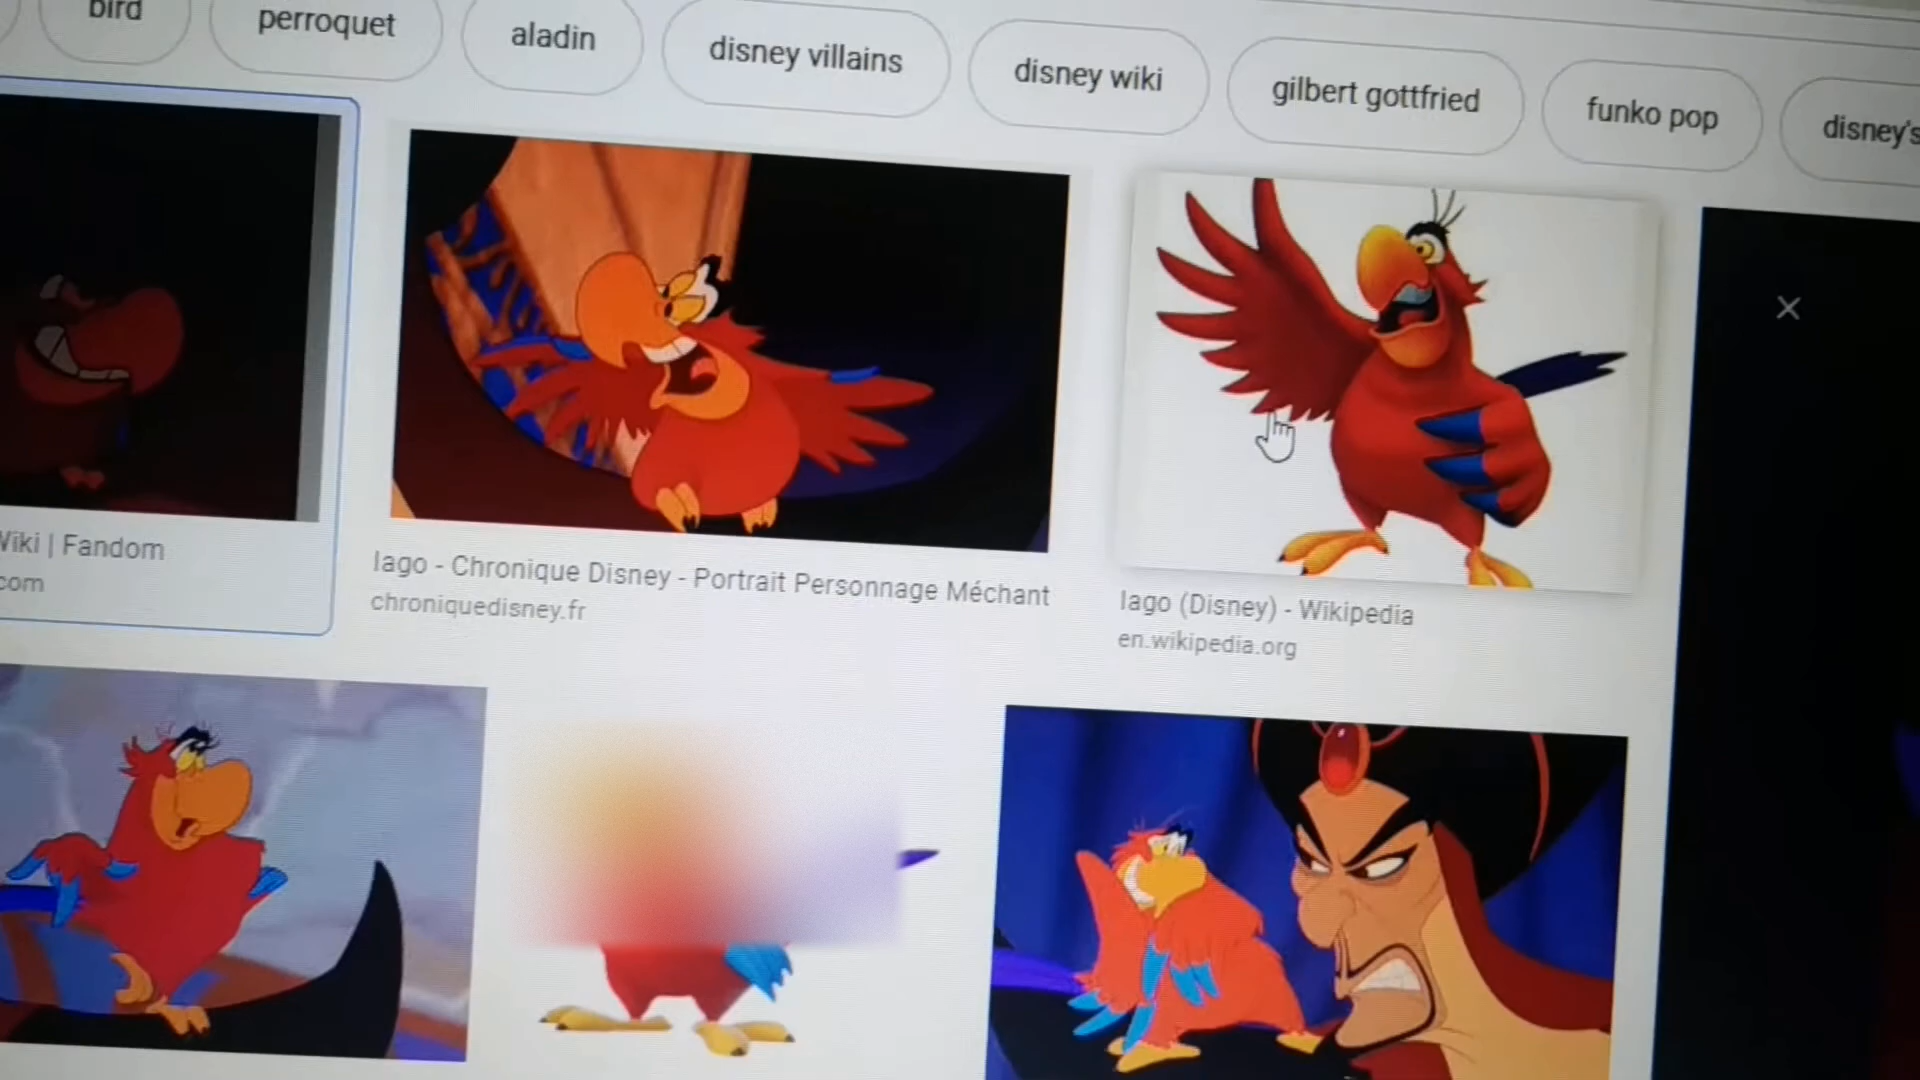 bird
perroquet
aladin
disney villains
disney wiki
gilbert gottfried
funko pop
disney's
Wiki | Fandom
com
Iago - Chronique Disney - Portrait Personnage Méchant
chroniquedisney.fr
Iago (Disney) - Wikipedia
en.wikipedia.org